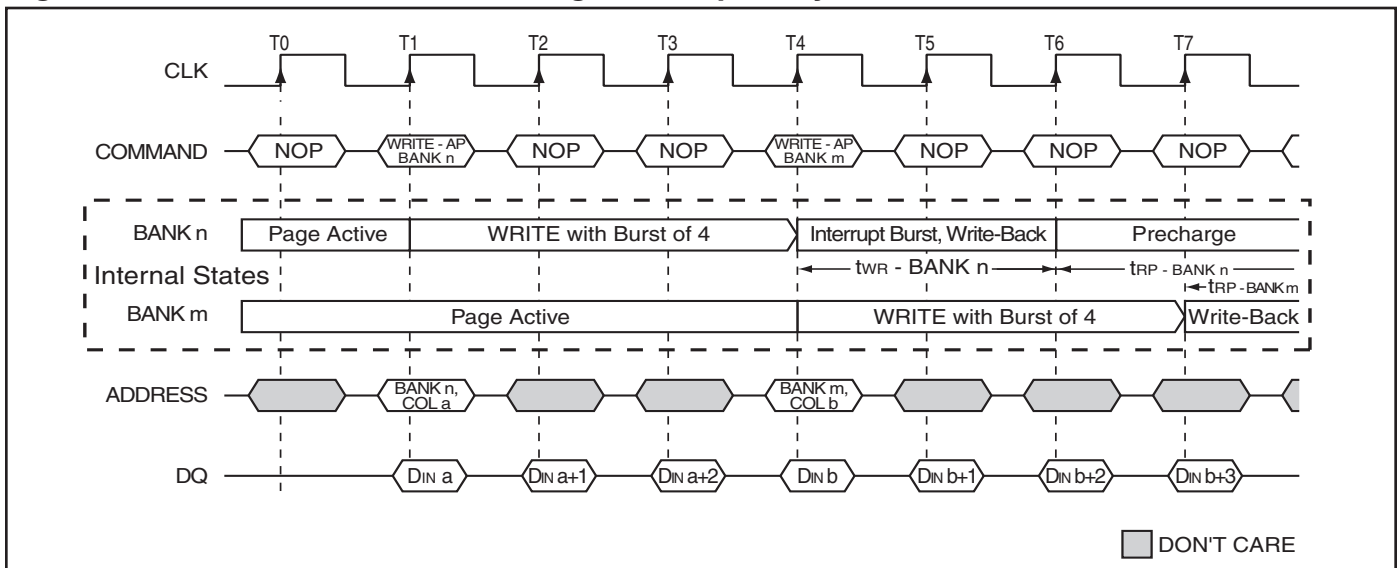 T0 T1 T2 T3 T4 T5 T6 T7
CLK
COMMAND NOP WRITE - AP BANK n NOP NOP WRITE - AP BANK m NOP NOP NOP
BANK n Page Active WRITE with Burst of 4 Interrupt Burst, Write-Back Precharge
Internal States tWR - BANK n tRP - BANK n
tRP - BANK m
BANK m Page Active WRITE with Burst of 4 Write-Back
ADDRESS BANK n, COL a BANK m, COL b
DQ DIN a DIN a+1 DIN a+2 DIN b DIN b+1 DIN b+2 DIN b+3
DON'T CARE